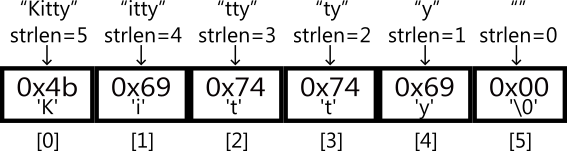 “Kitty” “itty” “tty” “ty” “y” “”
strlen=5 strlen=4 strlen=3 strlen=2 strlen=1 strlen=0
0x4b 0x69 0x74 0x74 0x69 0x00
'K' 'i' 't' 't' 'y' '\0'
[0] [1] [2] [3] [4] [5]